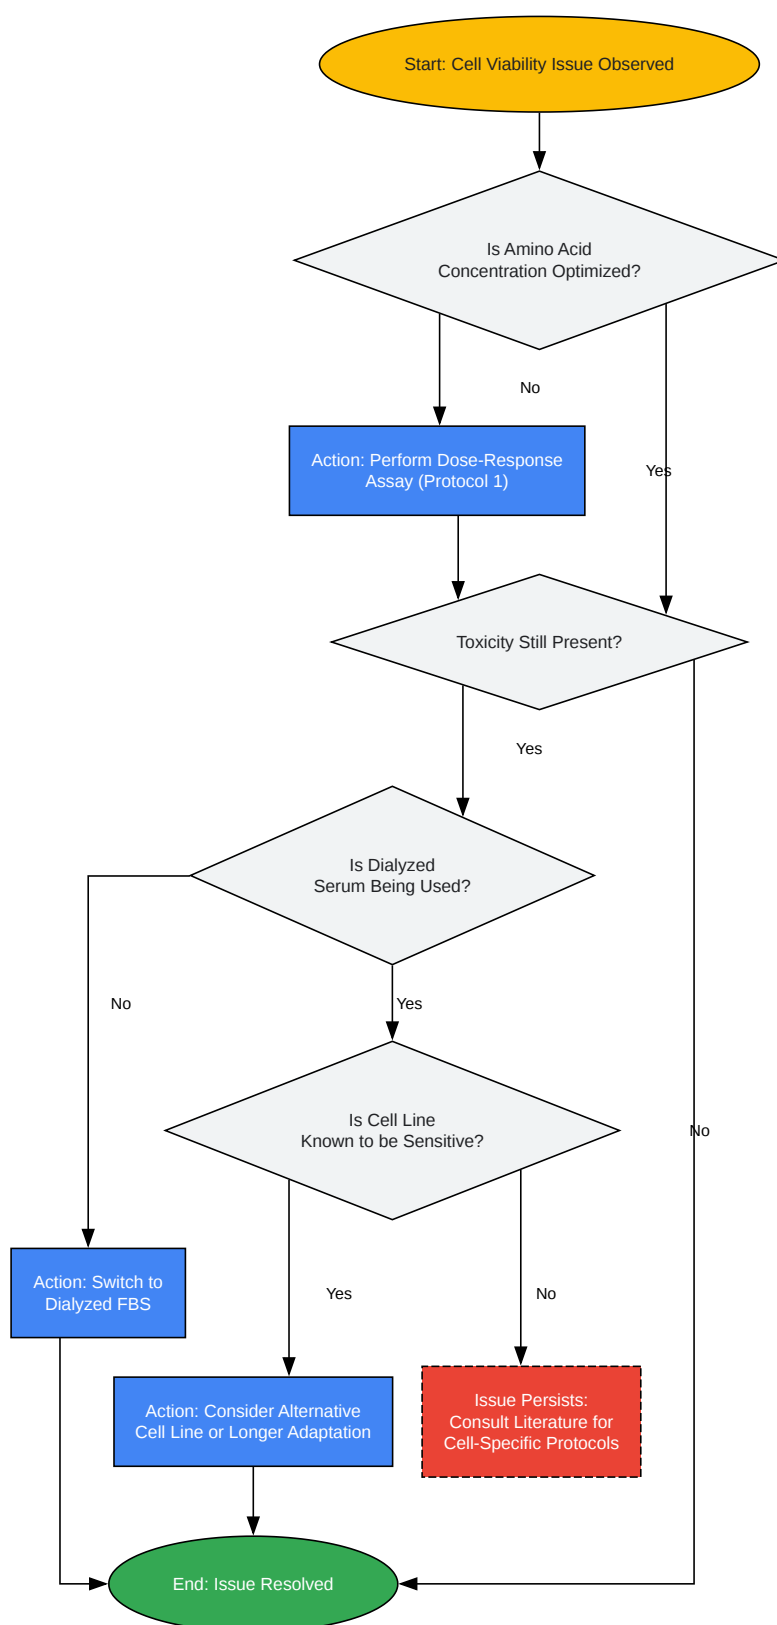 Start: Cell Viability Issue Observed
Is Amino Acid
Concentration Optimized?
No
Action: Perform Dose-Response
Assay (Protocol 1)
Yes
Toxicity Still Present?
Yes
Is Dialyzed
Serum Being Used?
No
Yes
Is Cell Line
Known to be Sensitive?
No
Action: Switch to
Dialyzed FBS
Yes
No
Action: Consider Alternative
Cell Line or Longer Adaptation
Issue Persists:
Consult Literature for
Cell-Specific Protocols
End: Issue Resolved